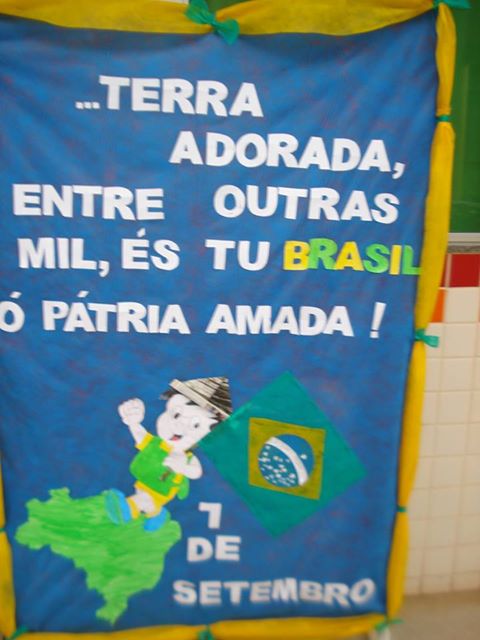 ...TERRA
ADORADA,
ENTRE OUTRAS
MIL, ÉS TU BRASIL
Ó PÁTRIA AMADA !
7
DE
SETEMBRO